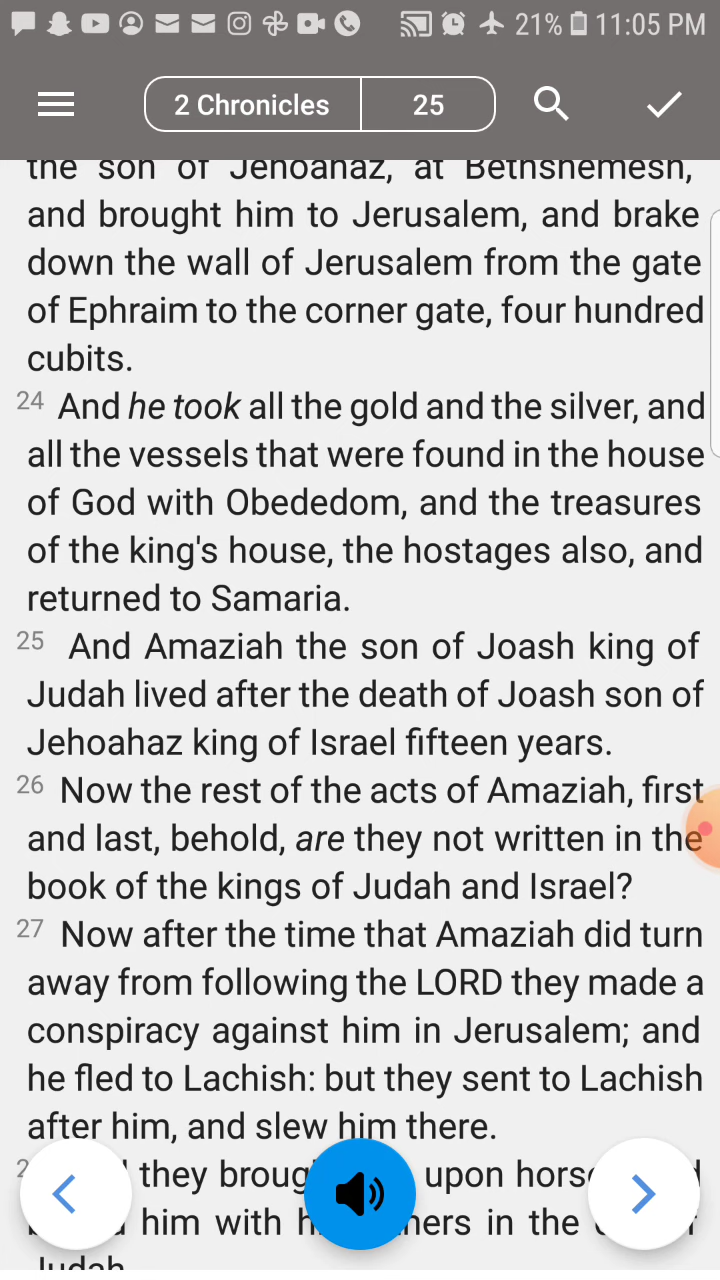 21% 11:05 PM
2 Chronicles 25
the son of Jehoahaz, at Bethshemesh,
and brought him to Jerusalem, and brake
down the wall of Jerusalem from the gate
of Ephraim to the corner gate, four hundred
cubits.
24 And he took all the gold and the silver, and
all the vessels that were found in the house
of God with Obededom, and the treasures
of the king's house, the hostages also, and
returned to Samaria.
25 And Amaziah the son of Joash king of
Judah lived after the death of Joash son of
Jehoahaz king of Israel fifteen years.
26 Now the rest of the acts of Amaziah, first
and last, behold, are they not written in the
book of the kings of Judah and Israel?
27 Now after the time that Amaziah did turn
away from following the LORD they made a
conspiracy against him in Jerusalem; and
he fled to Lachish: but they sent to Lachish
after him, and slew him there.
they upon
him with in the
Judah